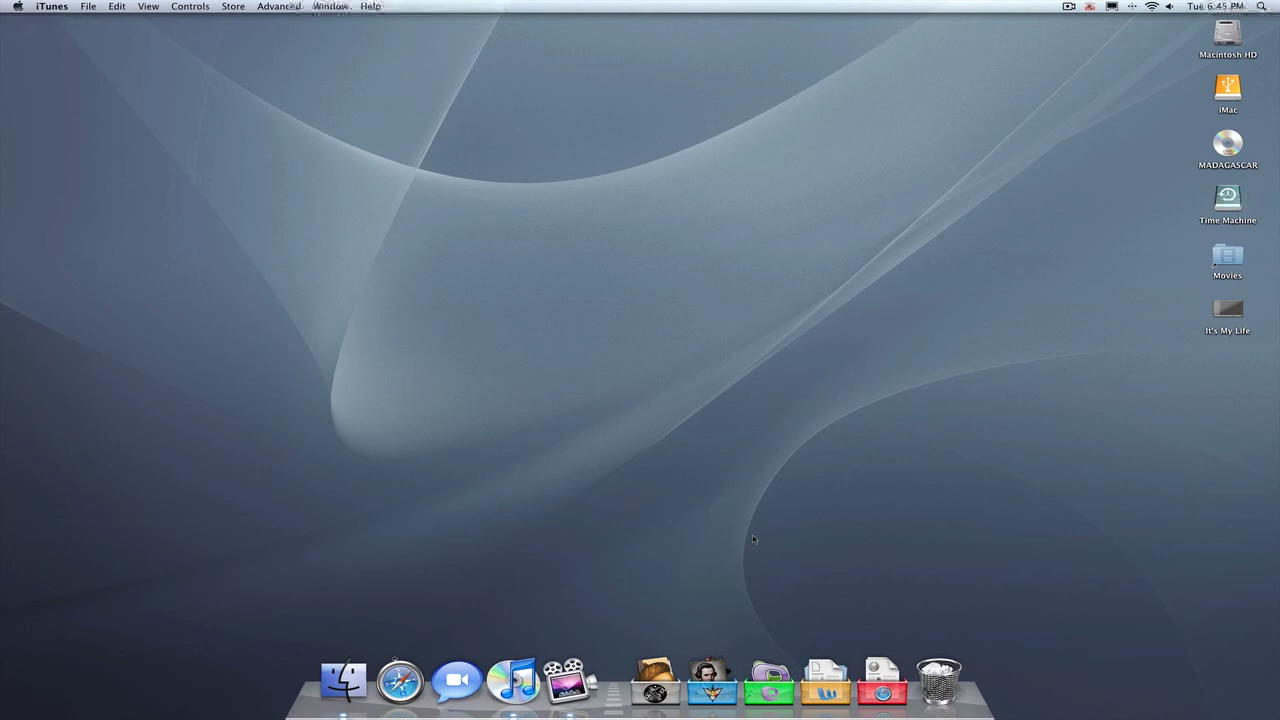 iTunes File Edit View Controls Store Advanced Window Help Tue 6:45 PM
Macintosh HD
iMac
MADAGASCAR
Time Machine
Movies
It's My Life